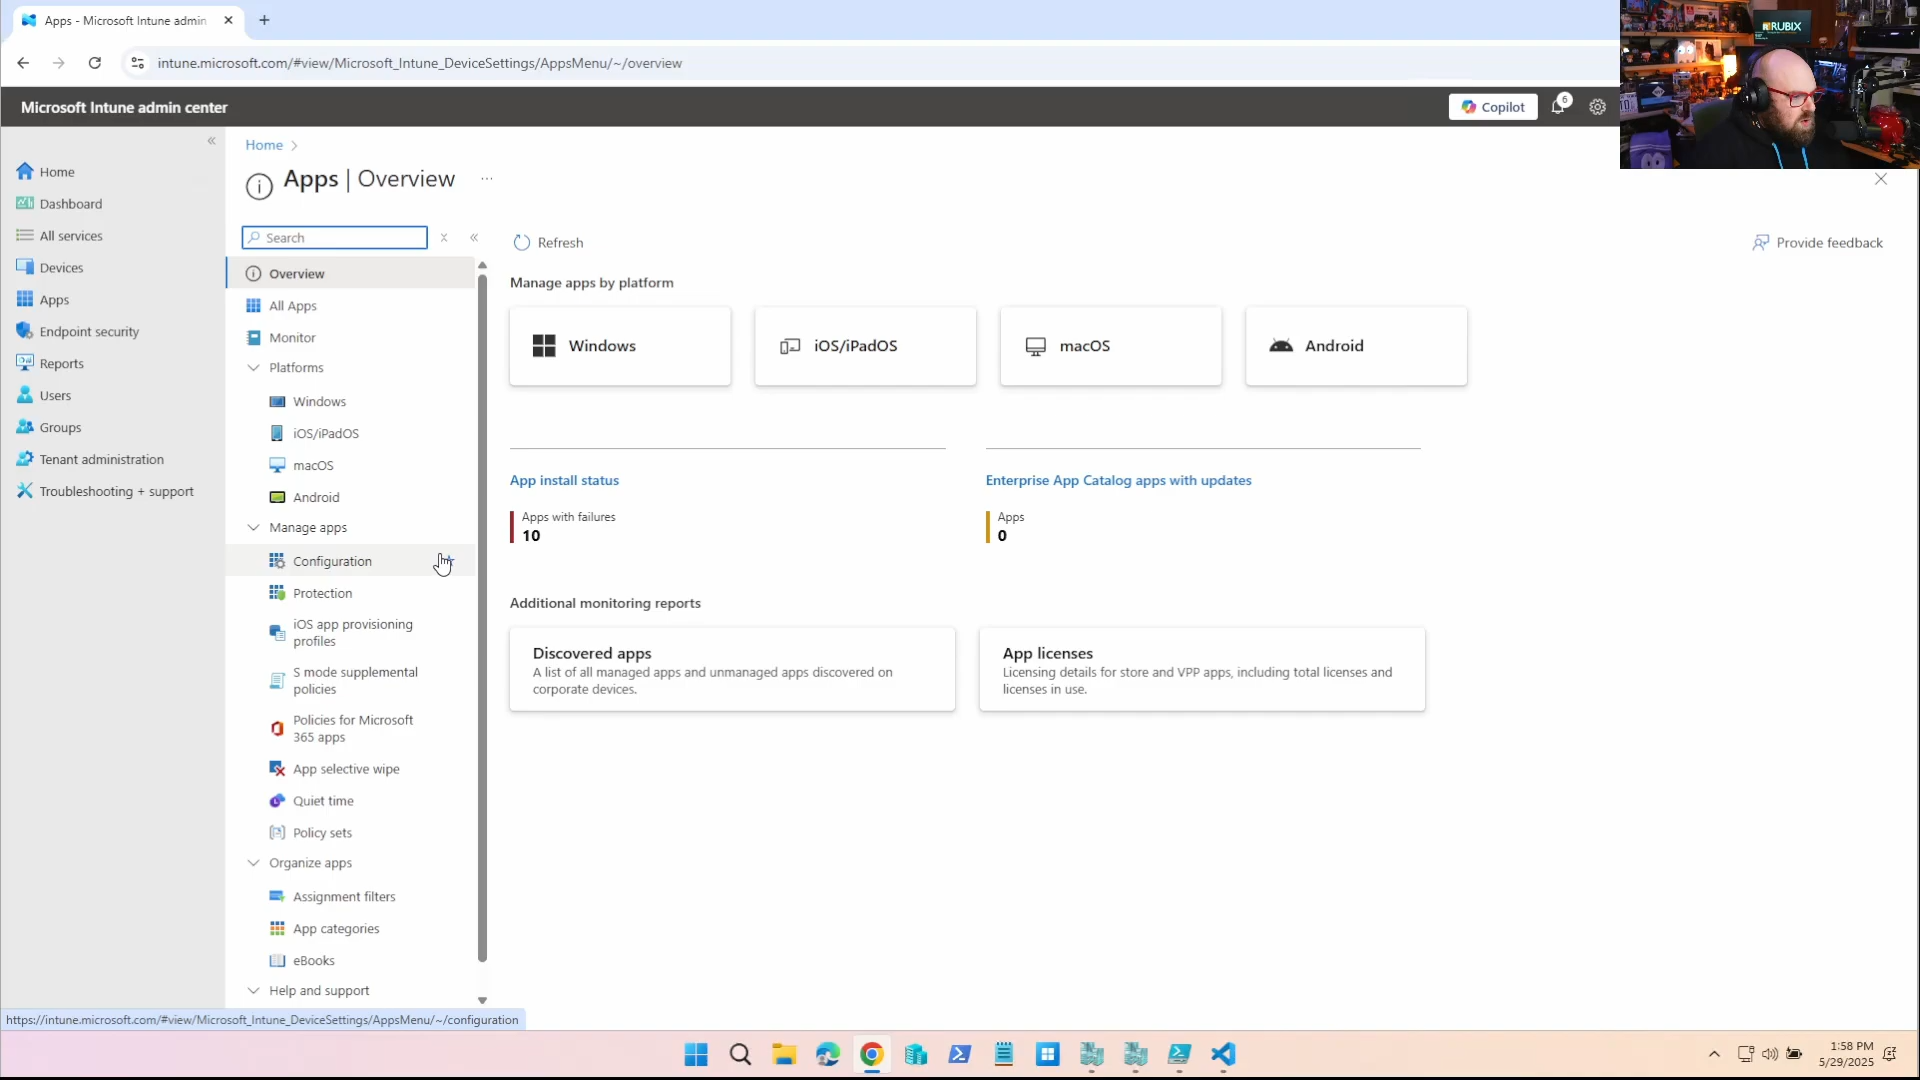 Apps - Microsoft Intune admin
intune.microsoft.com/#view/Microsoft_Intune_DeviceSettings/AppsMenu/~/overview
Microsoft Intune admin center
Copilot
6
RUBIX
Home
Dashboard
All services
Devices
Apps
Endpoint security
Reports
Users
Groups
Tenant administration
Troubleshooting + support
Home
Apps | Overview
Search
Overview
All Apps
Monitor
Platforms
Windows
iOS/iPadOS
macOS
Android
Manage apps
Configuration
Protection
iOS app provisioning
profiles
S mode supplemental
policies
Policies for Microsoft
365 apps
App selective wipe
Quiet time
Policy sets
Organize apps
Assignment filters
App categories
eBooks
Help and support
Refresh
Provide feedback
Manage apps by platform
Windows
iOS/iPadOS
macOS
Android
App install status
Apps with failures
10
Enterprise App Catalog apps with updates
Apps
0
Additional monitoring reports
Discovered apps
A list of all managed apps and unmanaged apps discovered on
corporate devices.
App licenses
Licensing details for store and VPP apps, including total licenses and
licenses in use.
https://intune.microsoft.com/#view/Microsoft_Intune_DeviceSettings/AppsMenu/~/configuration
1:58 PM
5/29/2025